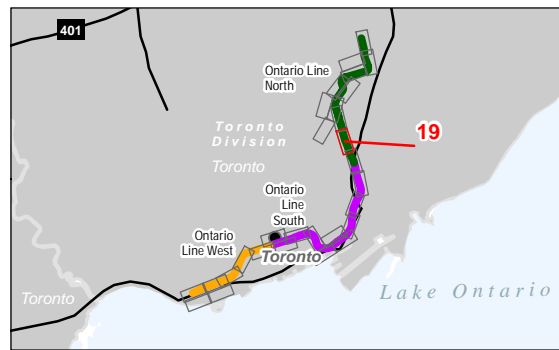 401
Ontario Line
North
19
Toronto
Division
Toronto
Ontario
Line
South
Ontario
Line West
Toronto
Toronto
Lake Ontario